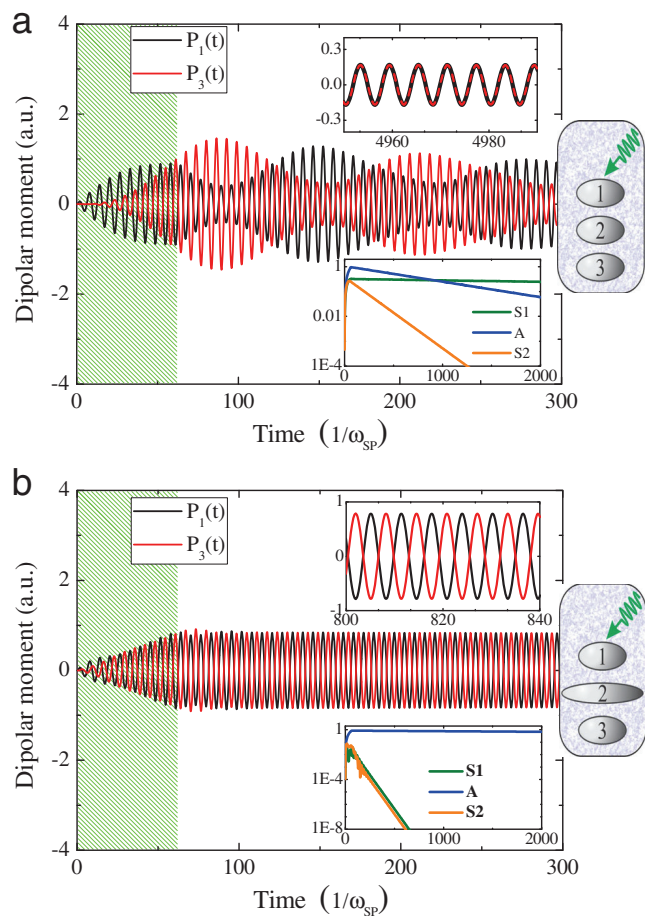 a
P₁(t)
P₃(t)
Dipolar moment (a.u.)
4
2
0
-2
-4
0
100
200
300
Time (1/ω_SP)
0.3
0.0
-0.3
4960
4980
1
0.01
1E-4
0
1000
2000
S1
A
S2
1
2
3
b
P₁(t)
P₃(t)
Dipolar moment (a.u.)
4
2
0
-2
-4
0
100
200
300
Time (1/ω_SP)
1
0
-1
800
820
840
1
1E-4
1E-8
0
1000
2000
S1
A
S2
1
2
3